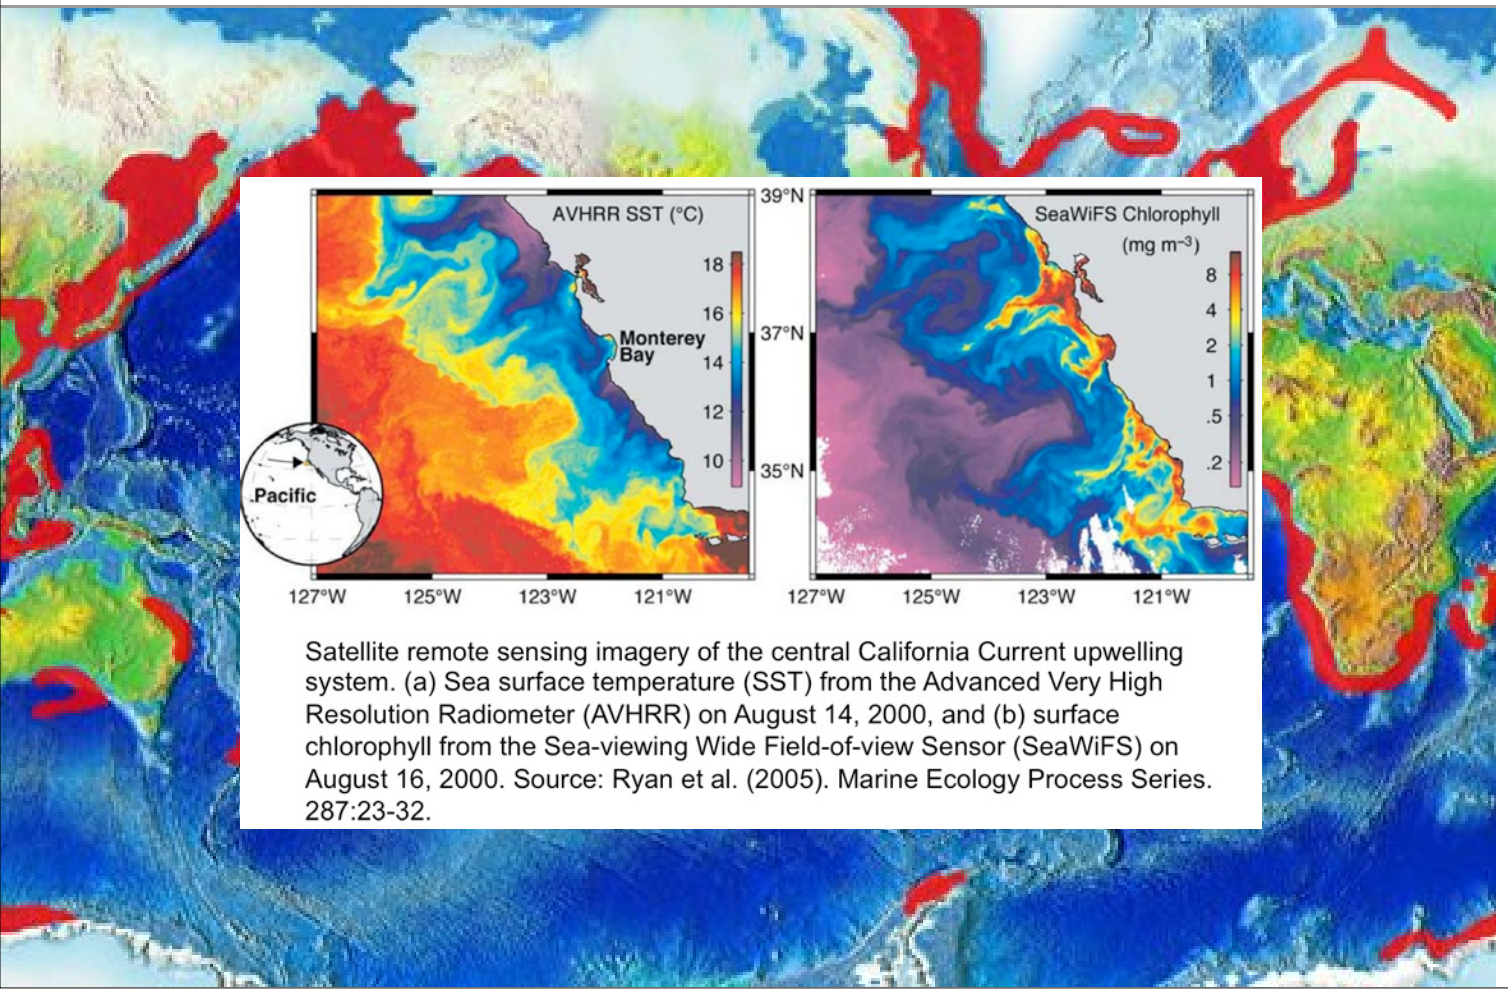 AVHRR SST (°C)
18
16
14
12
10
Monterey
Bay
Pacific
127°W 125°W 123°W 121°W
39°N
37°N
35°N
SeaWiFS Chlorophyll
(mg m⁻³)
8
4
2
1
.5
.2
127°W 125°W 123°W 121°W
Satellite remote sensing imagery of the central California Current upwelling
system. (a) Sea surface temperature (SST) from the Advanced Very High
Resolution Radiometer (AVHRR) on August 14, 2000, and (b) surface
chlorophyll from the Sea-viewing Wide Field-of-view Sensor (SeaWiFS) on
August 16, 2000. Source: Ryan et al. (2005). Marine Ecology Process Series.
287:23-32.